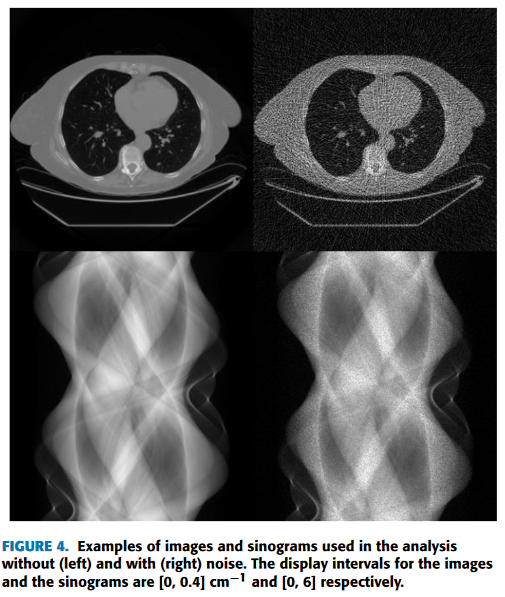 FIGURE 4. Examples of images and sinograms used in the analysis
without (left) and with (right) noise. The display intervals for the images
and the sinograms are [0, 0.4] cm−1 and [0, 6] respectively.